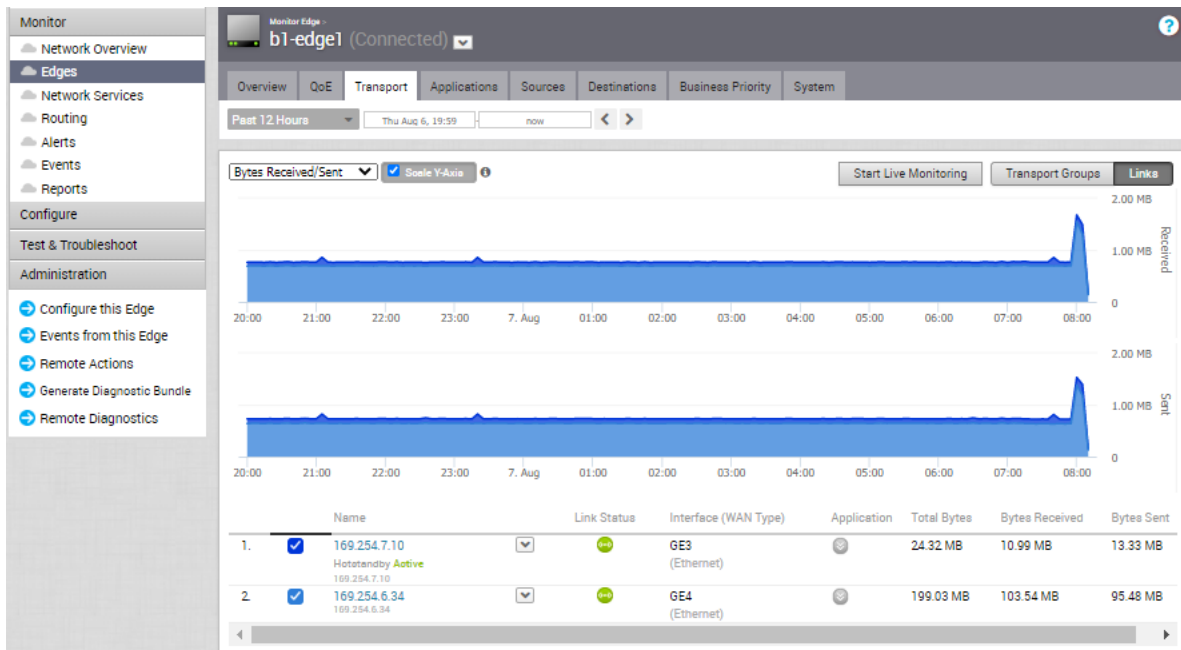 Monitor
Network Overview
Edges
Network Services
Routing
Alerts
Events
Reports
Configure
Test & Troubleshoot
Administration
Configure this Edge
Events from this Edge
Remote Actions
Generate Diagnostic Bundle
Remote Diagnostics
Monitor Edge >
b1-edge1 (Connected)
?
Overview QoE Transport Applications Sources Destinations Business Priority System
Past 12 Hours Thu Aug 6, 19:59 - now
Bytes Received/Sent Scale Y-Axis Start Live Monitoring Transport Groups Links
2.00 MB
1.00 MB
0
Received
20:00 21:00 22:00 23:00 7. Aug 01:00 02:00 03:00 04:00 05:00 06:00 07:00 08:00
2.00 MB
1.00 MB
0
Sent
20:00 21:00 22:00 23:00 7. Aug 01:00 02:00 03:00 04:00 05:00 06:00 07:00 08:00
Name Link Status Interface (WAN Type) Application Total Bytes Bytes Received Bytes Sent
1. 169.254.7.10 GE3 24.32 MB 10.99 MB 13.33 MB
Hotstandby Active (Ethernet)
169.254.7.10
2. 169.254.6.34 GE4 199.03 MB 103.54 MB 95.48 MB
169.254.6.34 (Ethernet)